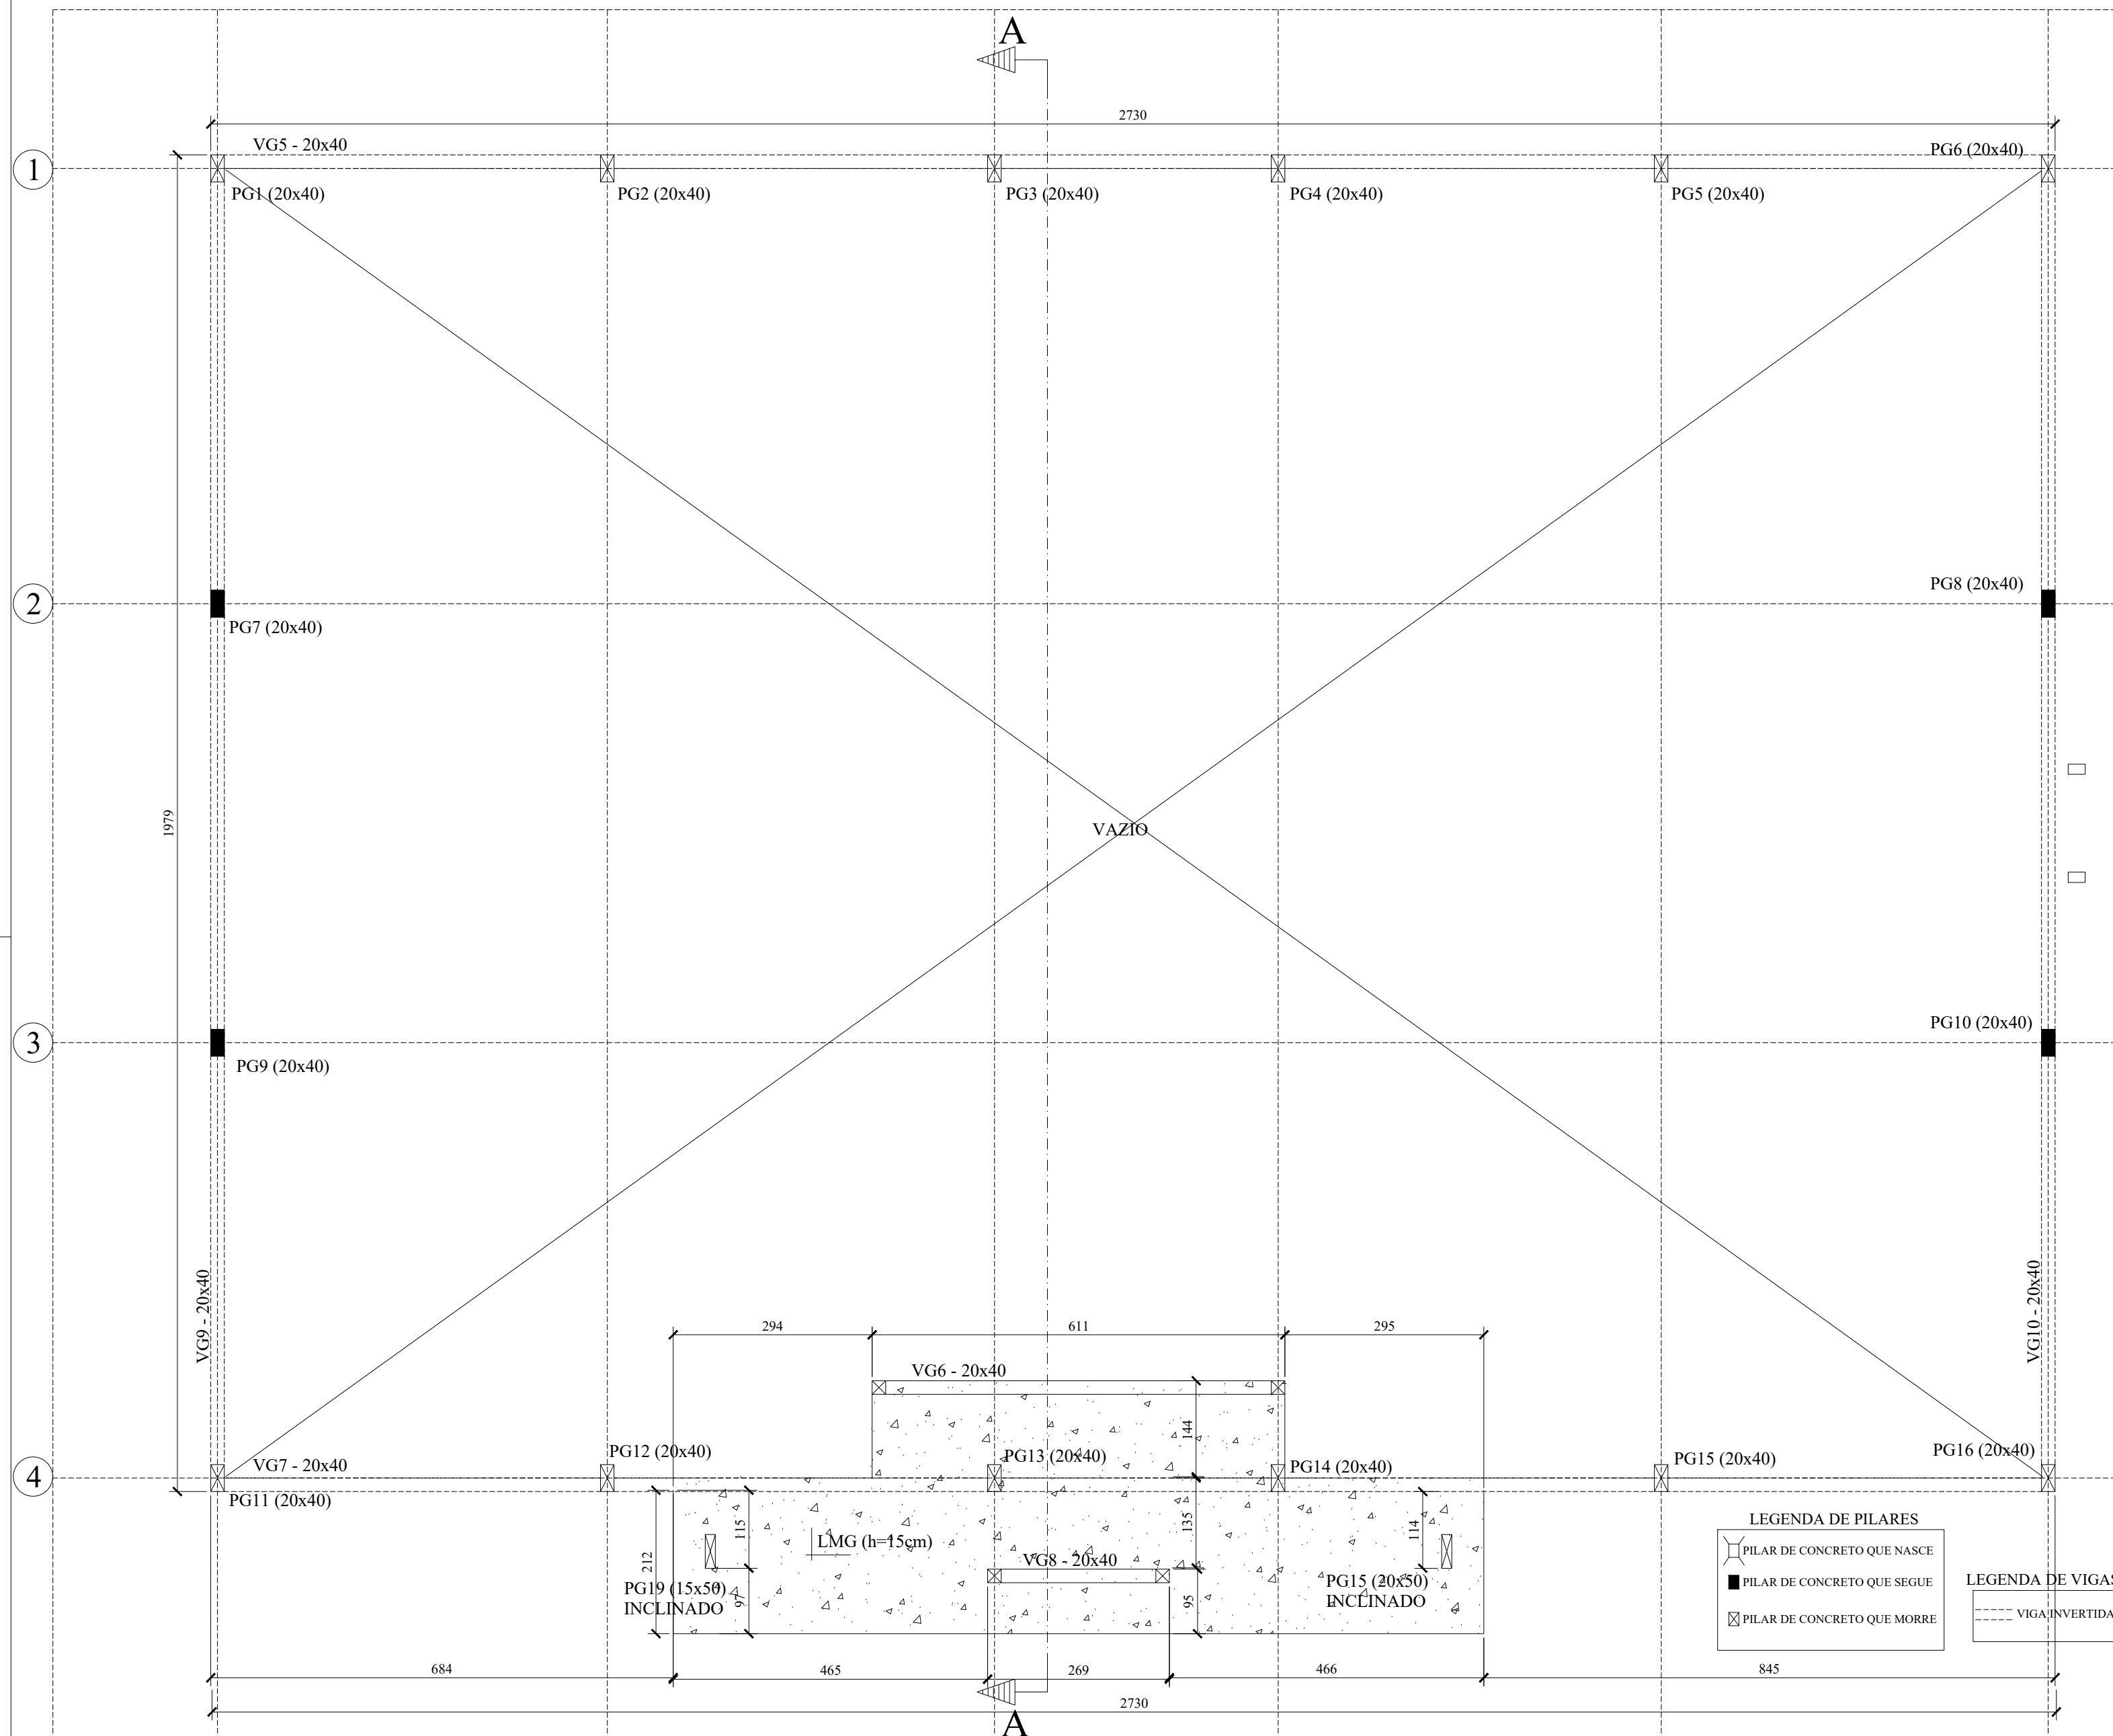 A
2730
VG5 - 20x40
PG6 (20x40)
1
PG1 (20x40)
PG2 (20x40)
PG3 (20x40)
PG4 (20x40)
PG5 (20x40)
2
PG8 (20x40)
PG7 (20x40)
1979
VAZIO
3
PG10 (20x40)
PG9 (20x40)
VG9 - 20x40
VG10 - 20x40
294
611
295
VG6 - 20x40
144
4
VG7 - 20x40
PG12 (20x40)
PG13 (20x40)
PG14 (20x40)
PG15 (20x40)
PG16 (20x40)
PG11 (20x40)
212
115
LMG (h=15cm)
135
114
VG8 - 20x40
PG19 (15x50)
INCLINADO
97
95
PG15 (20x50)
INCLINADO
LEGENDA DE PILARES
PILAR DE CONCRETO QUE NASCE
PILAR DE CONCRETO QUE SEGUE
PILAR DE CONCRETO QUE MORRE
LEGENDA DE VIGAS
VIGA INVERTIDA
684
465
269
466
845
2730
A